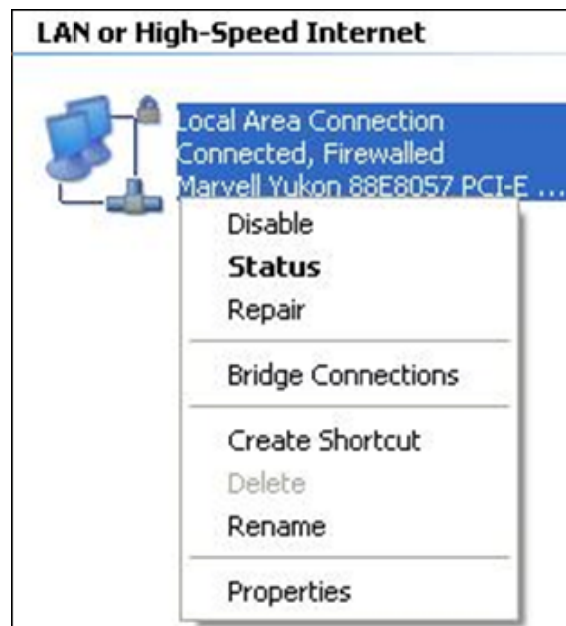 LAN or High-Speed Internet
Local Area Connection
Connected, Firewalled
Marvell Yukon 88E8057 PCI-E ...
Disable
Status
Repair
Bridge Connections
Create Shortcut
Delete
Rename
Properties